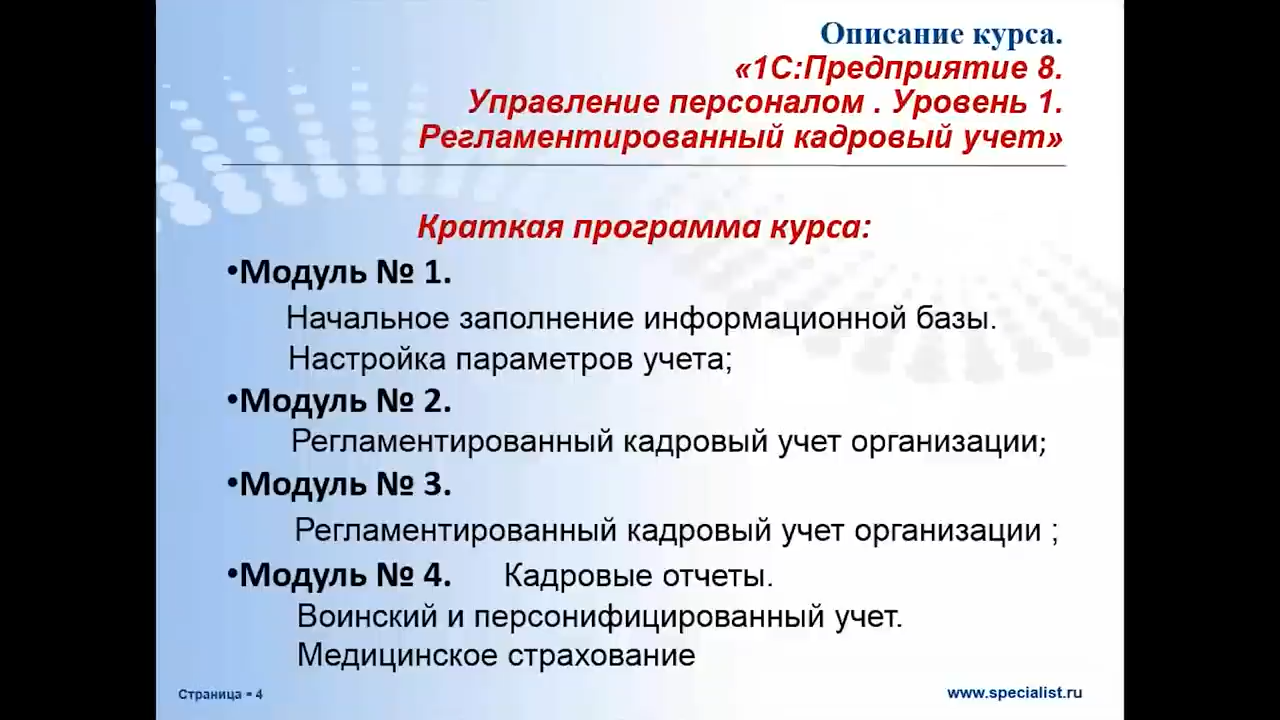 Описание курса.
«1С:Предприятие 8.
Управление персоналом . Уровень 1.
Регламентированный кадровый учет»
Краткая программа курса:
•Модуль № 1.
Начальное заполнение информационной базы.
Настройка параметров учета;
•Модуль № 2.
Регламентированный кадровый учет организации;
•Модуль № 3.
Регламентированный кадровый учет организации ;
•Модуль № 4. Кадровые отчеты.
Воинский и персонифицированный учет.
Медицинское страхование
Страница ▪ 4
www.specialist.ru